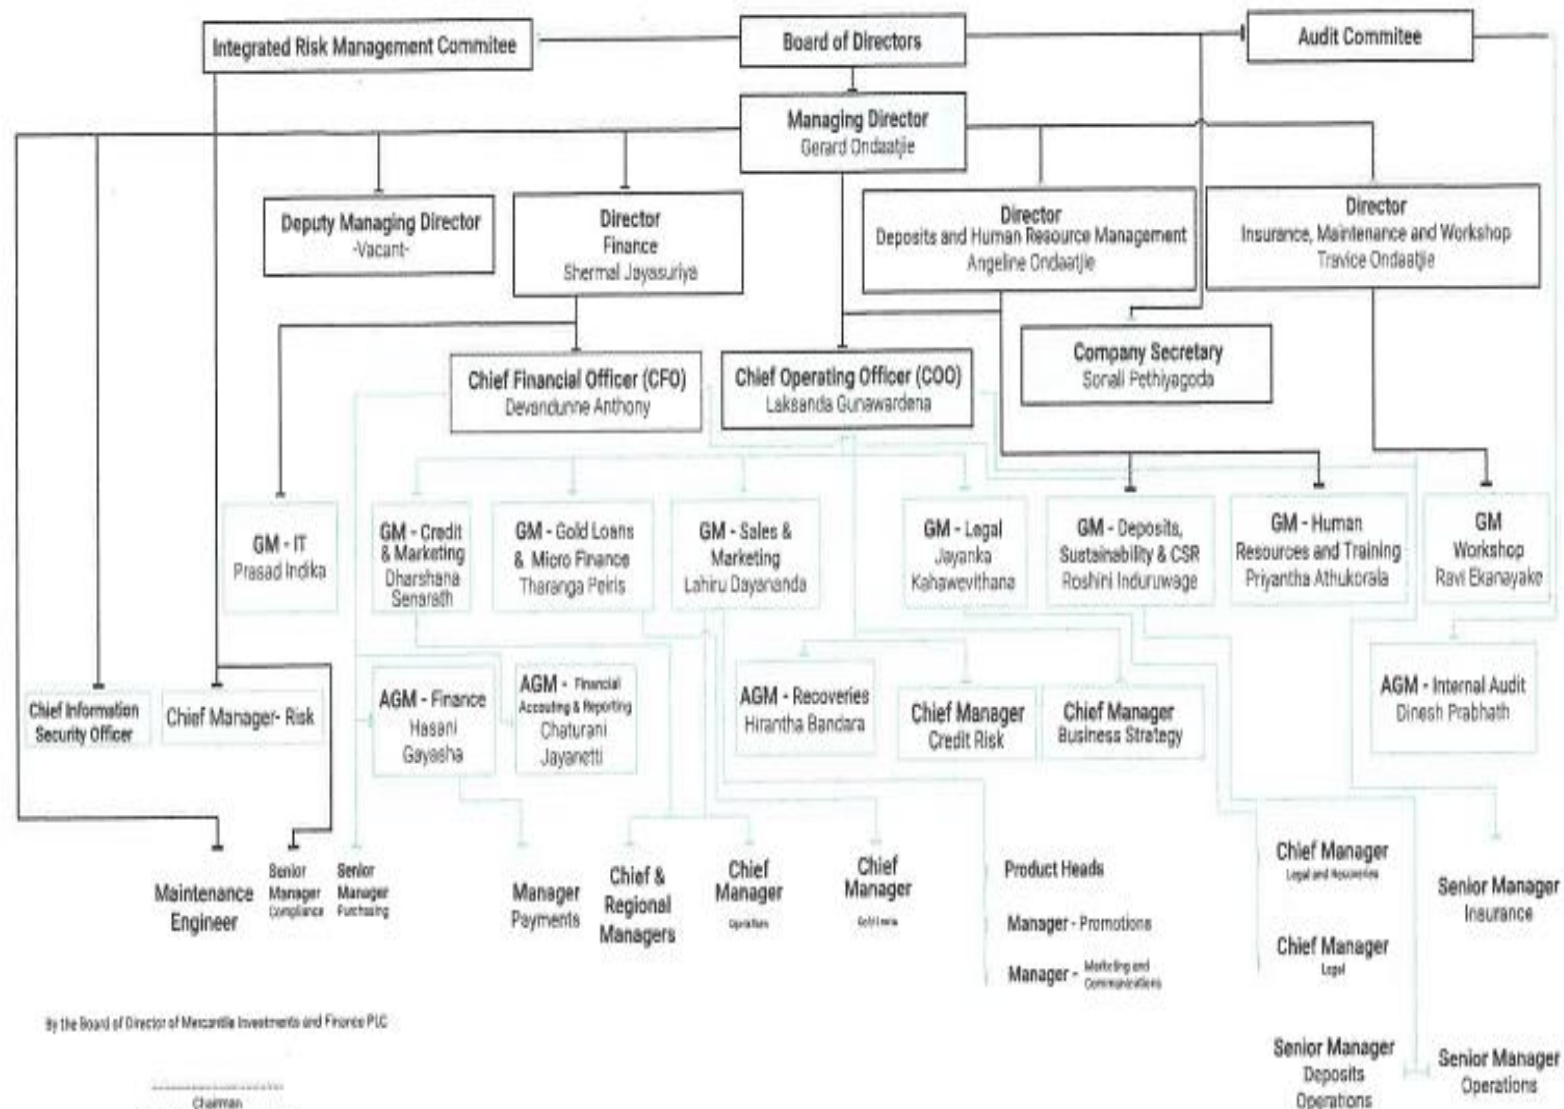 Integrated Risk Management Commitee
Board of Directors
Audit Commitee
Managing Director
Gerard Ondaatjie
Deputy Managing Director
-Vacant-
Director
Finance
Shermal Jayasuriya
Director
Deposits and Human Resource Management
Angeline Ondaatjie
Director
Insurance, Maintenance and Workshop
Travice Ondaatjie
Company Secretary
Sonali Pethiyagoda
Chief Financial Officer (CFO)
Devandunne Anthony
Chief Operating Officer (COO)
Laksanda Gunawardena
GM - IT
Prasad Indika
GM - Credit
& Marketing
Dharshana
Senarath
GM - Gold Loans
& Micro Finance
Tharanga Peiris
GM - Sales &
Marketing
Lahiru Dayananda
GM - Legal
Jayanka
Kahawevithana
GM - Deposits,
Sustainability & CSR
Roshini Induruwage
GM - Human
Resources and Training
Priyantha Athukorala
GM
Workshop
Ravi Ekanayake
Chief Information
Security Officer
Chief Manager- Risk
AGM - Finance
Hasani
Gayasha
AGM - Financial
Accouting & Reporting
Chaturani
Jayanetti
AGM - Recoveries
Hirantha Bandara
Chief Manager
Credit Risk
Chief Manager
Business Strategy
AGM - Internal Audit
Dinesh Prabhath
Maintenance
Engineer
Senior
Manager
Compliance
Senior
Manager
Purchasing
Manager
Payments
Chief &
Regional
Managers
Chief
Manager
Operations
Chief
Manager
Gold Loans
Product Heads
Manager - Promotions
Manager - Marketing and
Communications
Chief Manager
Legal and Recoveries
Chief Manager
Legal
Senior Manager
Insurance
Senior Manager
Deposits
Operations
Senior Manager
Operations
By the Board of Director of Mercantile Investments and Finance PLC
Chairman